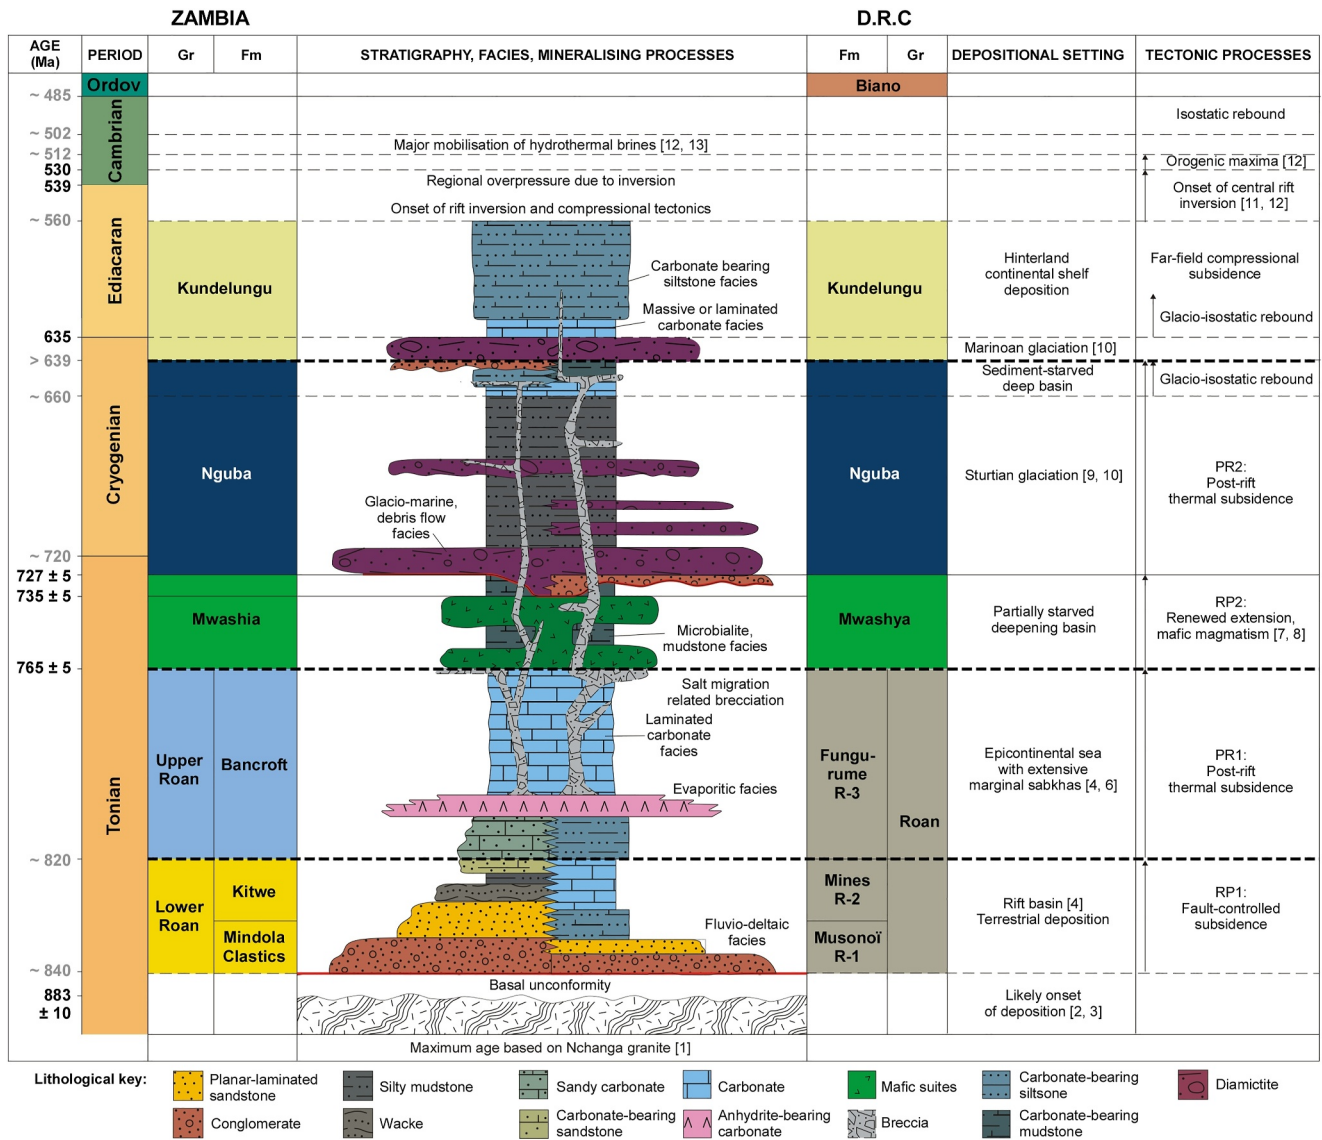 ZAMBIA
D.R.C
AGE
(Ma)
PERIOD
Gr
Fm
STRATIGRAPHY, FACIES, MINERALISING PROCESSES
Fm
Gr
DEPOSITIONAL SETTING
TECTONIC PROCESSES
Ordov
Biano
~ 485
Cambrian
Isostatic rebound
~ 502
Major mobilisation of hydrothermal brines [12, 13]
~ 512
Orogenic maxima [12]
530
Regional overpressure due to inversion
539
Onset of central rift
inversion [11, 12]
Onset of rift inversion and compressional tectonics
~ 560
Ediacaran
Kundelungu
Carbonate bearing
siltstone facies
Massive or laminated
carbonate facies
Kundelungu
Hinterland
continental shelf
deposition
Far-field compressional
subsidence
Glacio-isostatic rebound
635
Marinoan glaciation [10]
> 639
Sediment-starved
deep basin
Glacio-isostatic rebound
~ 660
Cryogenian
Nguba
Glacio-marine,
debris flow
facies
Nguba
Sturtian glaciation [9, 10]
PR2:
Post-rift
thermal subsidence
~ 720
727 ± 5
735 ± 5
Mwashia
Microbialite,
mudstone facies
Mwashya
Partially starved
deepening basin
RP2:
Renewed extension,
mafic magmatism [7, 8]
765 ± 5
Tonian
Salt migration
related brecciation
Laminated
carbonate
facies
Upper
Roan
Bancroft
Evaporitic facies
Fungu-
rume
R-3
Roan
Epicontinental sea
with extensive
marginal sabkhas [4, 6]
PR1:
Post-rift
thermal subsidence
~ 820
Lower
Roan
Kitwe
Mindola
Clastics
Fluvio-deltaic
facies
Mines
R-2
Musonoï
R-1
Rift basin [4]
Terrestrial deposition
RP1:
Fault-controlled
subsidence
~ 840
Basal unconformity
883
± 10
Likely onset
of deposition [2, 3]
Maximum age based on Nchanga granite [1]
Lithological key:
Planar-laminated
sandstone
Silty mudstone
Sandy carbonate
Carbonate
Mafic suites
Carbonate-bearing
siltsone
Diamictite
Conglomerate
Wacke
Carbonate-bearing
sandstone
Anhydrite-bearing
carbonate
Breccia
Carbonate-bearing
mudstone